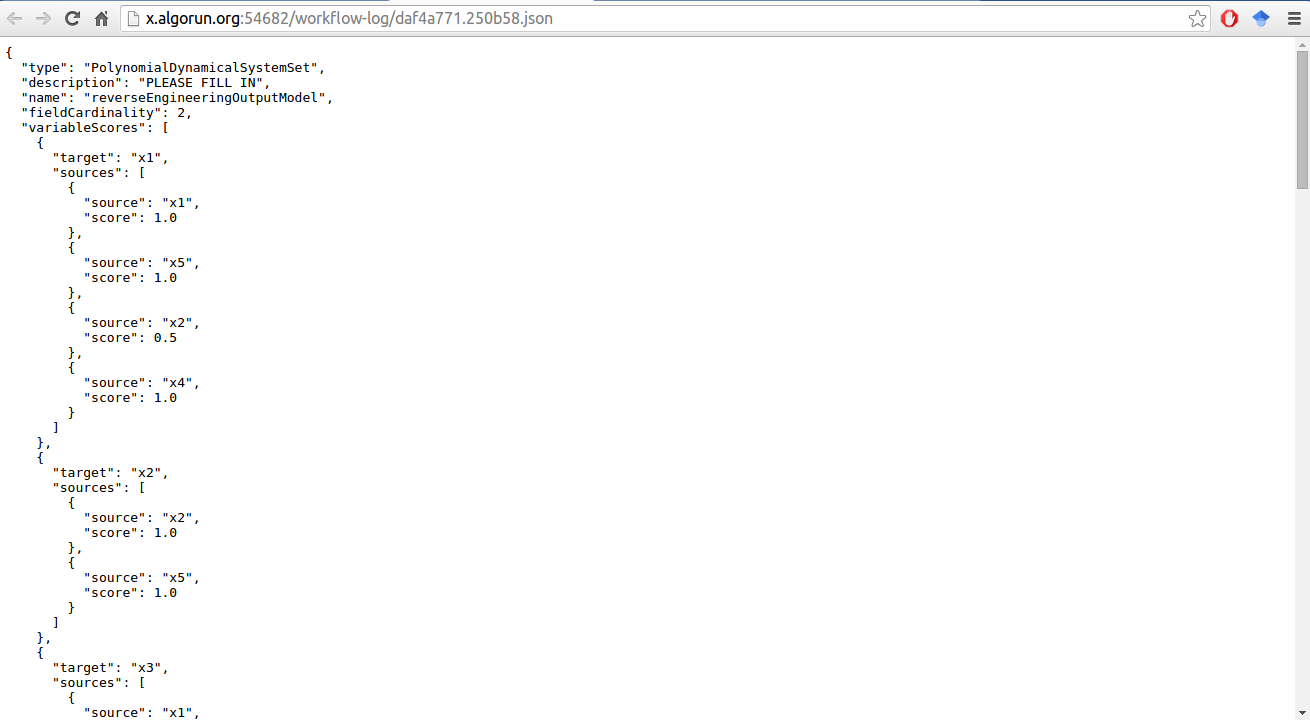 x.algorun.org:54682/workflow-log/daf4a771.250b58.json
{
  "type": "PolynomialDynamicalSystemSet",
  "description": "PLEASE FILL IN",
  "name": "reverseEngineeringOutputModel",
  "fieldCardinality": 2,
  "variableScores": [
    {
      "target": "x1",
      "sources": [
        {
          "source": "x1",
          "score": 1.0
        },
        {
          "source": "x5",
          "score": 1.0
        },
        {
          "source": "x2",
          "score": 0.5
        },
        {
          "source": "x4",
          "score": 1.0
        }
      ]
    },
    {
      "target": "x2",
      "sources": [
        {
          "source": "x2",
          "score": 1.0
        },
        {
          "source": "x5",
          "score": 1.0
        }
      ]
    },
    {
      "target": "x3",
      "sources": [
        {
          "source": "x1",